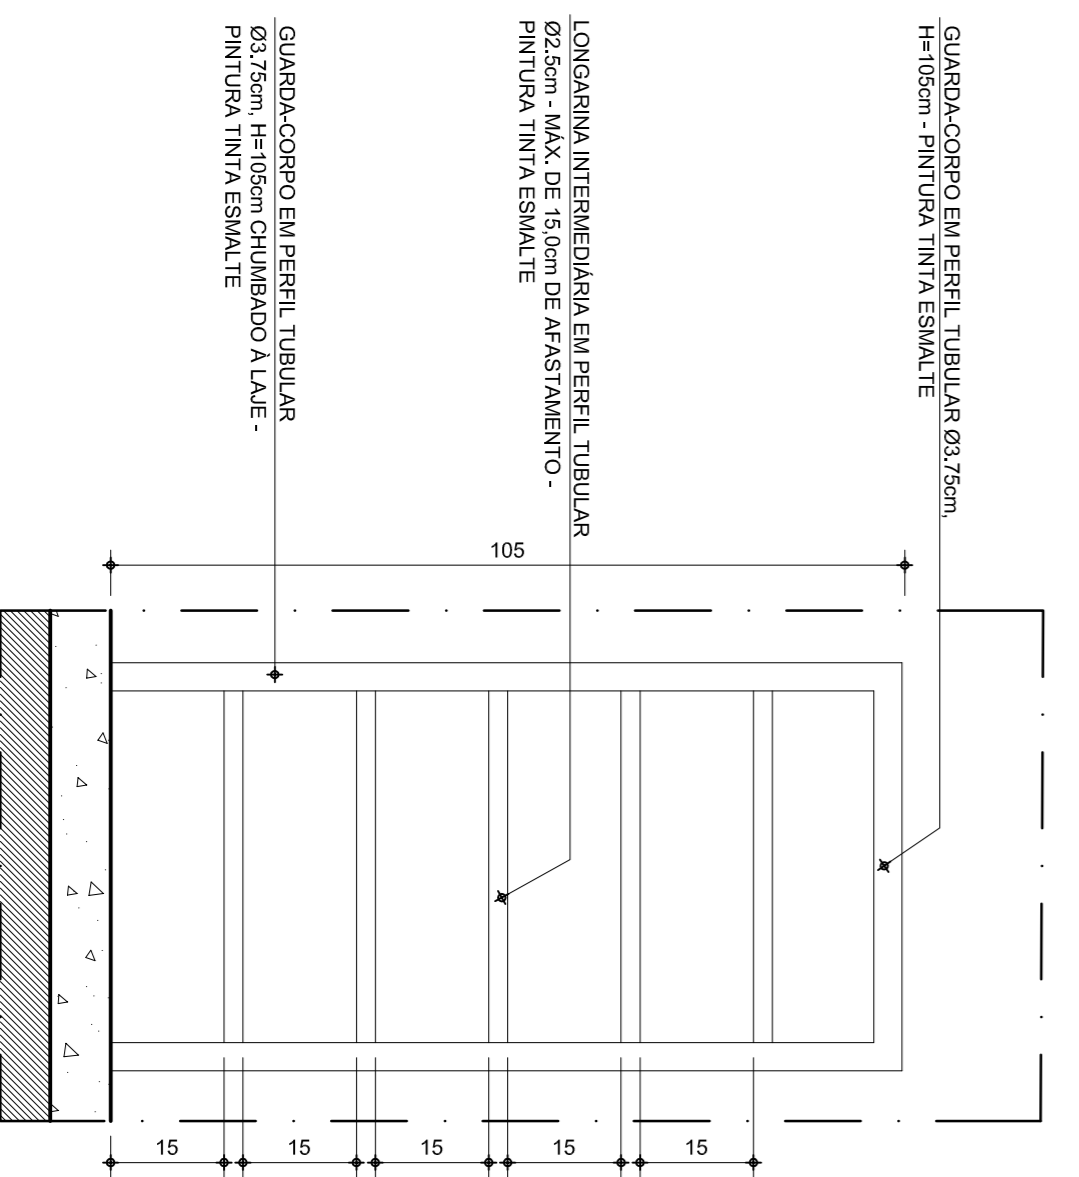 GUARDA-CORPO EM PERFIL TUBULAR Ø3.75cm,
H=105cm - PINTURA TINTA ESMALTE
LONGARINA INTERMEDIÁRIA EM PERFIL TUBULAR
Ø2.5cm - MÁX. DE 15,0cm DE AFASTAMENTO -
PINTURA TINTA ESMALTE
GUARDA-CORPO EM PERFIL TUBULAR
Ø3.75cm, H=105cm CHUMBADO À LAJE -
PINTURA TINTA ESMALTE
105
15
15
15
15
15